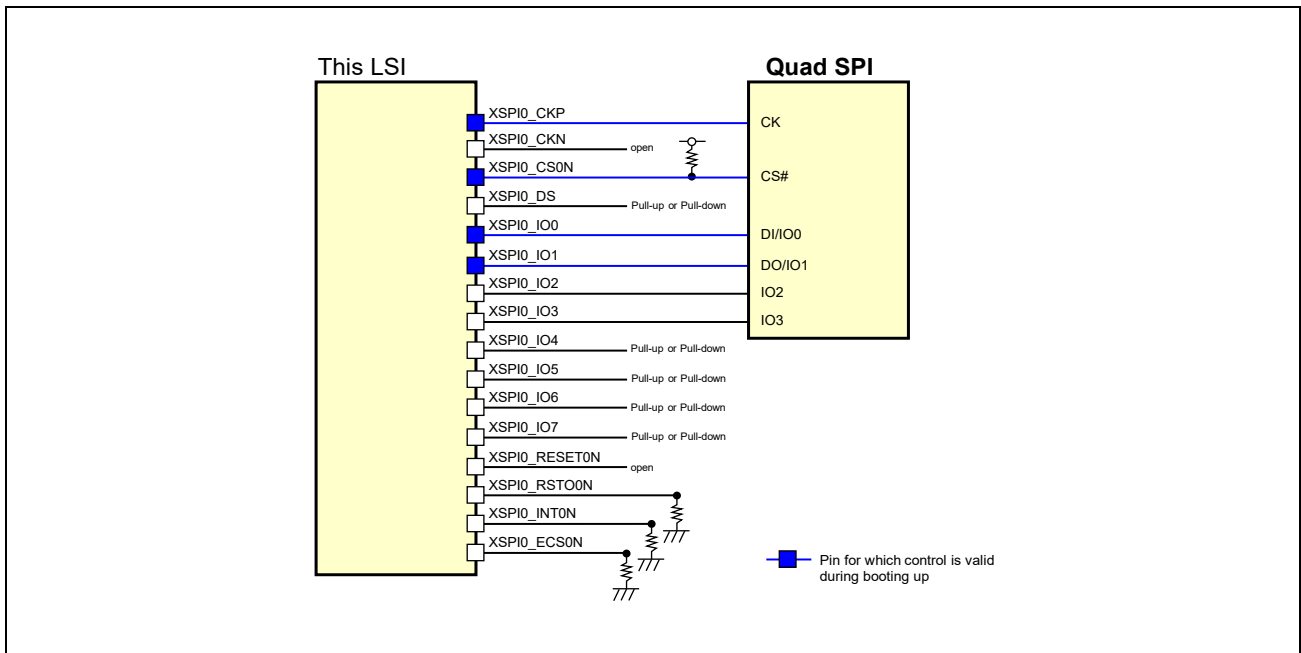 This LSI
Quad SPI
XSPI0_CKP
CK
XSPI0_CKN
open
XSPI0_CS0N
CS#
XSPI0_DS
Pull-up or Pull-down
XSPI0_IO0
DI/IO0
XSPI0_IO1
DO/IO1
XSPI0_IO2
IO2
XSPI0_IO3
IO3
XSPI0_IO4
Pull-up or Pull-down
XSPI0_IO5
Pull-up or Pull-down
XSPI0_IO6
Pull-up or Pull-down
XSPI0_IO7
Pull-up or Pull-down
XSPI0_RESET0N
open
XSPI0_RSTO0N
XSPI0_INT0N
XSPI0_ECS0N
Pin for which control is valid
during booting up